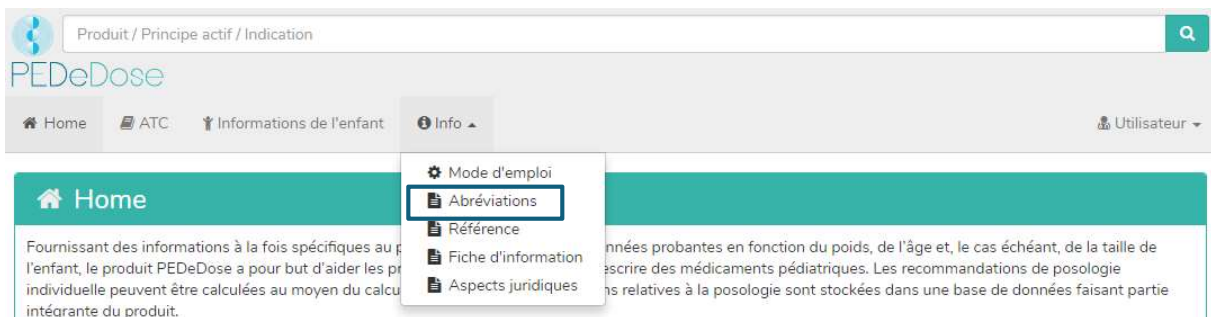 Produit / Principe actif / Indication
PEDeDose
Home ATC Informations de l'enfant Info Utilisateur
Mode d'emploi
Abréviations
Référence
Fiche d'information
Aspects juridiques
Home
Fournissant des informations à la fois spécifiques au nnées probantes en fonction du poids, de l'âge et, le cas échéant, de la taille de
l'enfant, le produit PEDeDose a pour but d'aider les escrire des médicaments pédiatriques. Les recommandations de posologie
individuelle peuvent être calculées au moyen du ns relatives à la posologie sont stockées dans une base de données faisant partie
intégrante du produit.